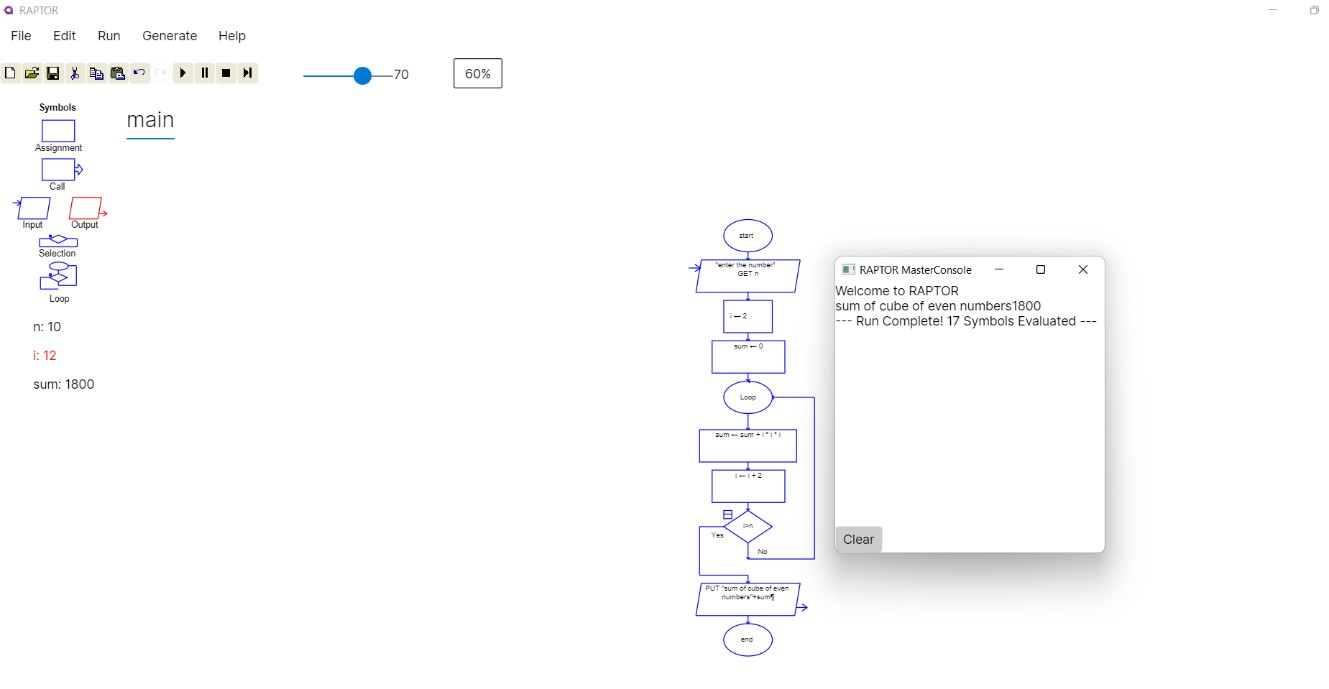 RAPTOR
File Edit Run Generate Help
70
60%
Symbols
Assignment
Call
Input Output
Selection
Loop
n: 10
i: 12
sum: 1800
main
start
"enter the number"
GET n
i ← 2
sum ← 0
Loop
sum ← sum + i * i * i
i ← i + 2
i>n
Yes
No
PUT "sum of cube of even
numbers"+sum¶
end
RAPTOR MasterConsole
Welcome to RAPTOR
sum of cube of even numbers1800
--- Run Complete! 17 Symbols Evaluated ---
Clear